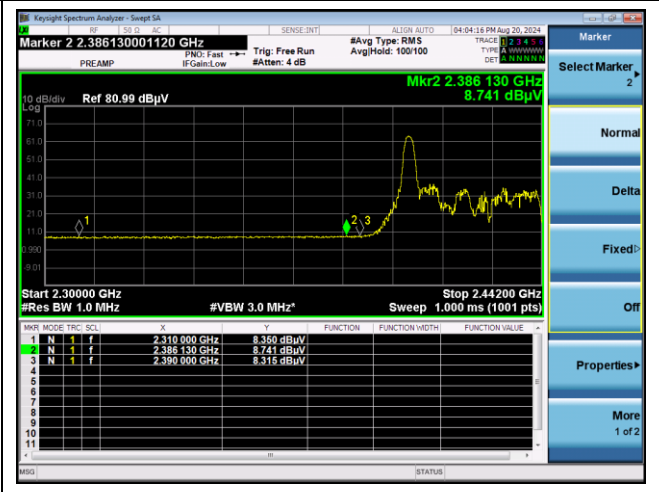 Keysight Spectrum Analyzer - Swept SA
RF 50 Ω AC SENSE:INT ALIGN AUTO 04:04:16 PM Aug 20, 2024
Marker 2 2.386130001120 GHz
PREAMP
PNO: Fast
IFGain:Low
Trig: Free Run
#Atten: 4 dB
#Avg Type: RMS
Avg|Hold: 100/100
TRACE 1 2 3 4 5 6
TYPE A WWWWW
DET A N N N N N
Mkr2 2.386 130 GHz
8.741 dBµV
10 dB/div Ref 80.99 dBµV
Log
71.0
61.0
51.0
41.0
31.0
21.0
11.0
0.990
-9.01
1
2
3
Start 2.30000 GHz Stop 2.44200 GHz
#Res BW 1.0 MHz #VBW 3.0 MHz* Sweep 1.000 ms (1001 pts)
MKR MODE TRC SCL X Y FUNCTION FUNCTION WIDTH FUNCTION VALUE
1 N 1 f 2.310 000 GHz 8.350 dBµV
2 N 1 f 2.386 130 GHz 8.741 dBµV
3 N 1 f 2.390 000 GHz 8.315 dBµV
4
5
6
7
8
9
10
11
MSG STATUS
Marker
Select Marker
2
Normal
Delta
Fixed
Off
Properties
More
1 of 2